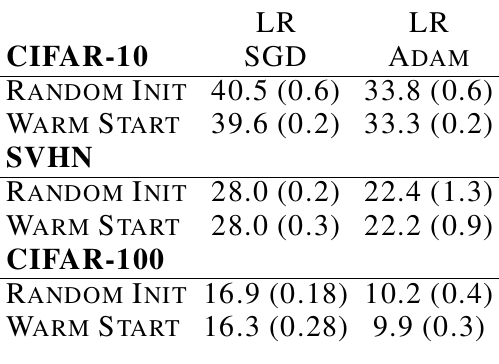 LR LR
CIFAR-10 SGD ADAM
RANDOM INIT 40.5 (0.6) 33.8 (0.6)
WARM START 39.6 (0.2) 33.3 (0.2)
SVHN
RANDOM INIT 28.0 (0.2) 22.4 (1.3)
WARM START 28.0 (0.3) 22.2 (0.9)
CIFAR-100
RANDOM INIT 16.9 (0.18) 10.2 (0.4)
WARM START 16.3 (0.28) 9.9 (0.3)